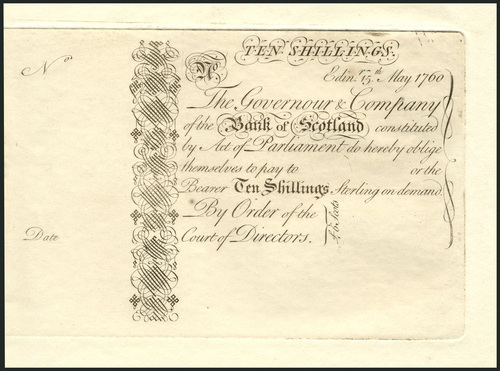 No.
Date
TEN SHILLINGS.
No.
Edinr. 15th. May 1760
The Governour & Company
of the Bank of Scotland constituted
by Act of Parliament do hereby oblige
themselves to pay to or the
Bearer Ten Shillings Sterling on demand
By Order of the
Court of Directors.